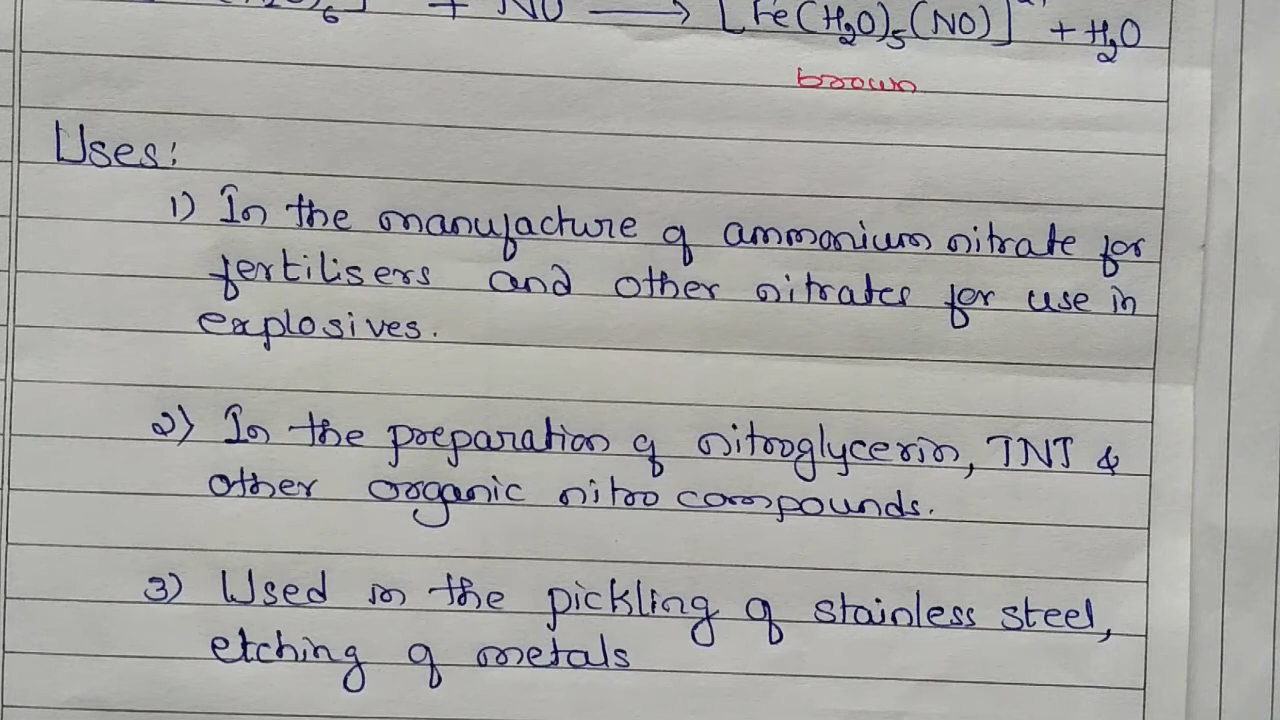 + NO ⟶ [Fe(H₂O)₅(NO)]²⁺ + H₂O
brown
Uses:
1) In the manufacture of ammonium nitrate for
fertilisers and other nitrates for use in
explosives.
2) In the preparation of nitroglycerin, TNT &
other organic nitro compounds.
3) Used in the pickling of stainless steel,
etching of metals